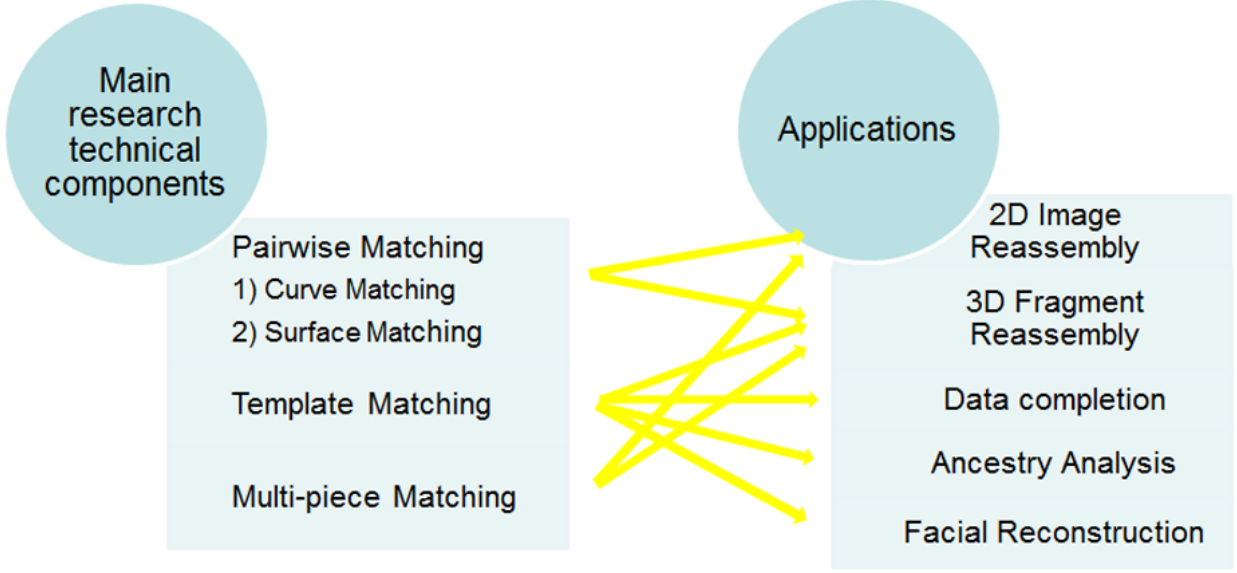 Main
research
technical
components
Pairwise Matching
1) Curve Matching
2) Surface Matching
Template Matching
Multi-piece Matching
Applications
2D Image
Reassembly
3D Fragment
Reassembly
Data completion
Ancestry Analysis
Facial Reconstruction